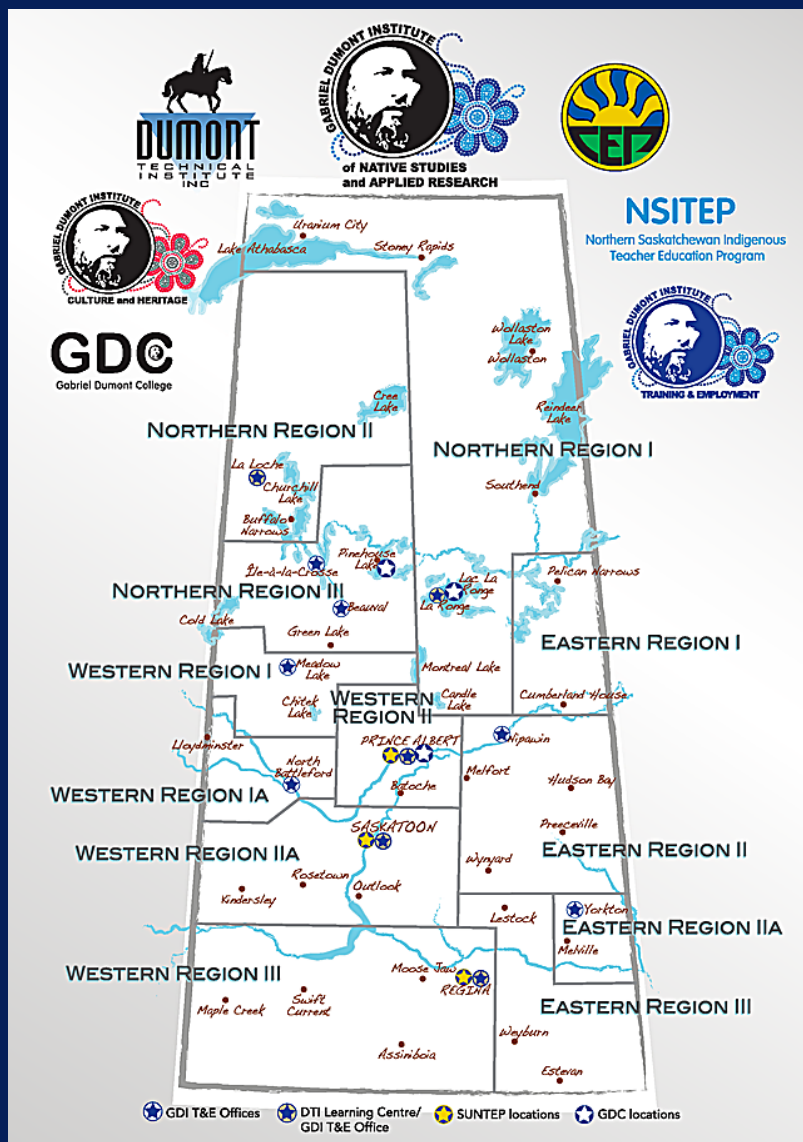 DUMONT
TECHNICAL
INSTITUTE
INC
GABRIEL DUMONT INSTITUTE
of NATIVE STUDIES
and APPLIED RESEARCH
GABRIEL DUMONT INSTITUTE
CULTURE and HERITAGE
NSITEP
Northern Saskatchewan Indigenous
Teacher Education Program
GDC
Gabriel Dumont College
GABRIEL DUMONT INSTITUTE
TRAINING & EMPLOYMENT
Uranium City
Lake Athabasca
Stoney Rapids
Wollaston
Lake
Wollaston
Cree
Lake
Reindeer
Lake
NORTHERN REGION II
NORTHERN REGION I
La Loche
Churchill
Lake
Southend
Buffalo
Narrows
Pinehouse
Lake
Île-à-la-Crosse
Lac La
Ronge
Pelican Narrows
NORTHERN REGION III
Beauval
La Ronge
Cold Lake
Green Lake
EASTERN REGION I
WESTERN REGION I
Meadow
Lake
Montreal Lake
Chitek
Lake
WESTERN
REGION II
Candle
Lake
Cumberland House
Lloydminster
PRINCE ALBERT
Nipawin
North
Battleford
Melfort
Hudson Bay
WESTERN REGION IA
Batoche
SASKATOON
Preeceville
WESTERN REGION IIA
EASTERN REGION II
Wynyard
Rosetown
Outlook
Kindersley
Lestock
Yorkton
EASTERN REGION IIA
Melville
WESTERN REGION III
Moose Jaw
REGINA
Maple Creek
Swift
Current
EASTERN REGION III
Weyburn
Assiniboia
Estevan
GDI T&E Offices
DTI Learning Centre/
GDI T&E Office
SUNTEP locations
GDC locations